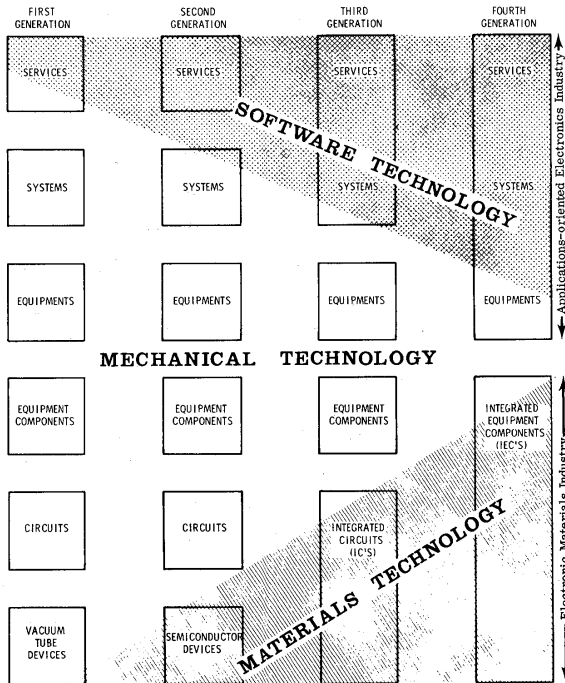 FIRST GENERATION
SECOND GENERATION
THIRD GENERATION
FOURTH GENERATION
SERVICES
SERVICES
SERVICES
SERVICES
SOFTWARE TECHNOLOGY
SYSTEMS
SYSTEMS
SYSTEMS
SYSTEMS
EQUIPMENTS
EQUIPMENTS
EQUIPMENTS
EQUIPMENTS
Applications-oriented Electronics Industry
MECHANICAL TECHNOLOGY
EQUIPMENT
COMPONENTS
EQUIPMENT
COMPONENTS
EQUIPMENT
COMPONENTS
INTEGRATED
EQUIPMENT
COMPONENTS
(IEC'S)
CIRCUITS
CIRCUITS
INTEGRATED
CIRCUITS
(IC'S)
MATERIALS TECHNOLOGY
VACUUM
TUBE
DEVICES
SEMICONDUCTOR
DEVICES
Electronic Materials Industry